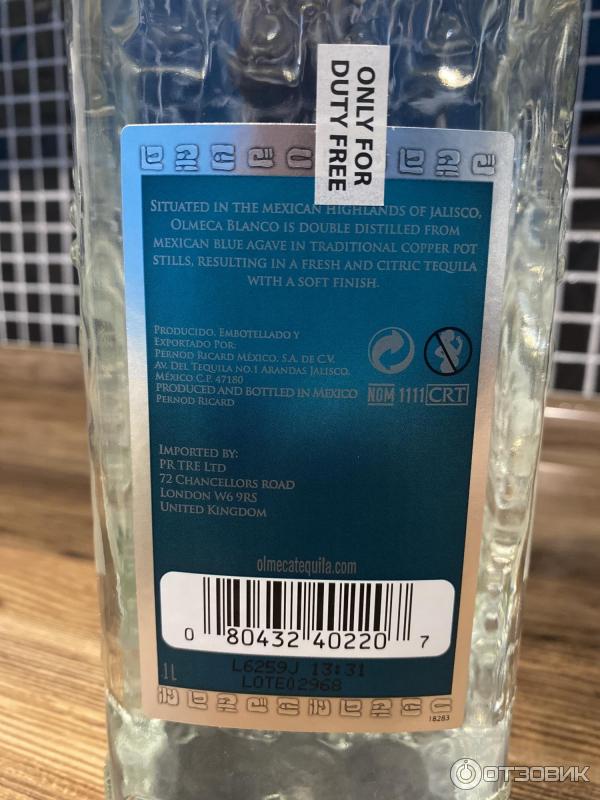 ONLY FOR
DUTY FREE
SITUATED IN THE MEXICAN HIGHLANDS OF JALISCO,
OLMECA BLANCO IS DOUBLE DISTILLED FROM
MEXICAN BLUE AGAVE IN TRADITIONAL COPPER POT
STILLS, RESULTING IN A FRESH AND CITRIC TEQUILA
WITH A SOFT FINISH.
PRODUCIDO, EMBOTELLADO Y
EXPORTADO POR:
PERNOD RICARD MÉXICO, S.A. DE C.V.
AV. DEL TEQUILA NO.1 ARANDAS JALISCO,
MÉXICO C.P. 47180
PRODUCED AND BOTTLED IN MEXICO
PERNOD RICARD
NOM 1111 CRT
IMPORTED BY:
PR TRE LTD
72 CHANCELLORS ROAD
LONDON W6 9RS
UNITED KINGDOM
olmecatequila.com
0 80432 40220 7
L6259J 13:31
LOTE02968
1L
18283
ОТЗОВИК